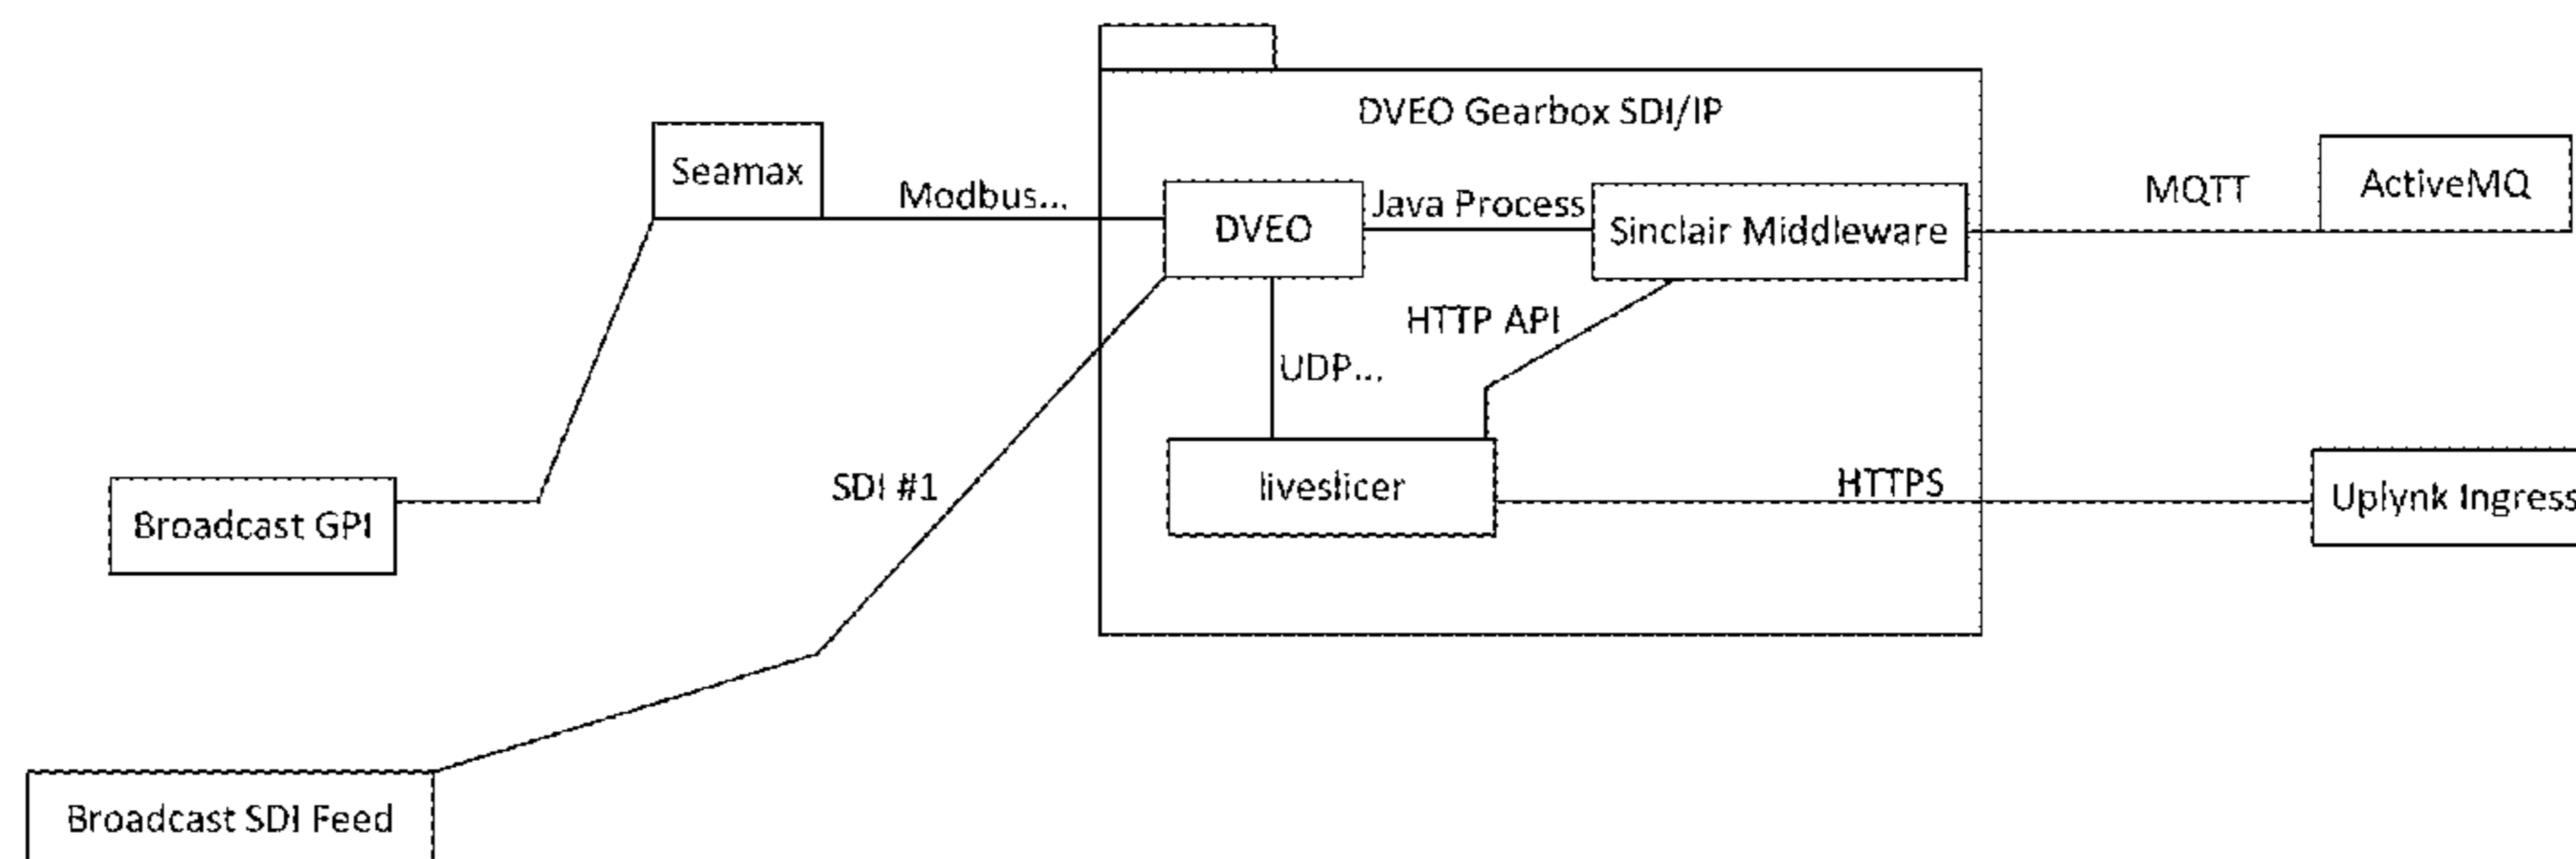 DVEO Gearbox SDI/IP
Seamax
Modbus...
DVEO
Java Process
Sinclair Middleware
MQTT
ActiveMQ
HTTP API
UDP...
SDI #1
liveslicer
HTTPS
Uplynk Ingress
Broadcast GPI
Broadcast SDI Feed